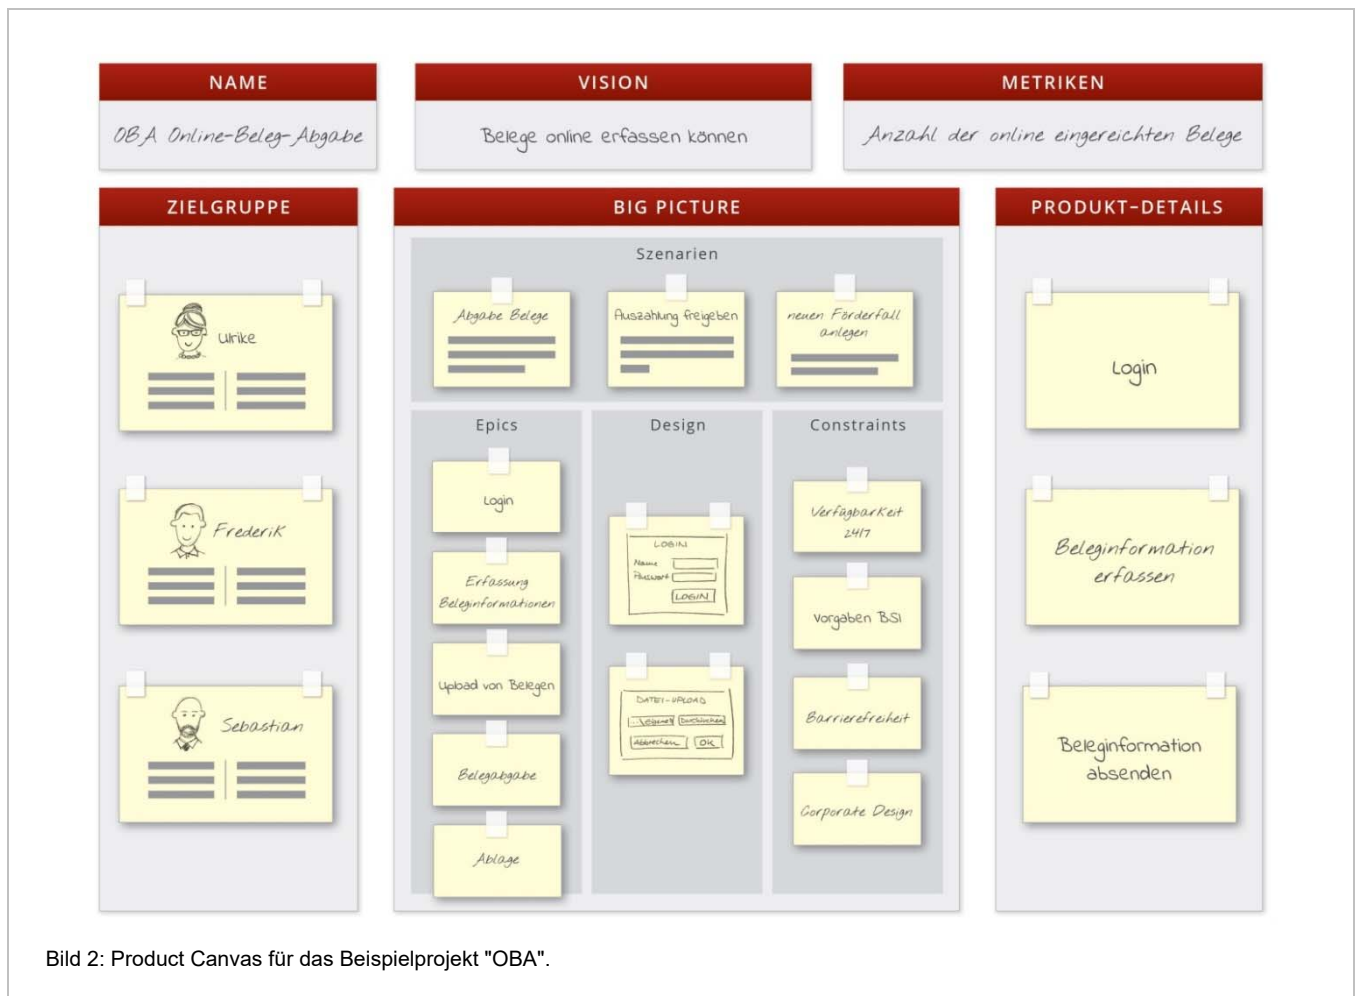 NAME
OBA Online-Beleg-Abgabe
VISION
Belege online erfassen können
METRIKEN
Anzahl der online eingereichten Belege
ZIELGRUPPE
Ulrike
Frederik
Sebastian
BIG PICTURE
Szenarien
Abgabe Belege
Auszahlung freigeben
neuen Förderfall
anlegen
Epics
Login
Erfassung
Beleginformationen
Upload von Belegen
Belegabgabe
Ablage
Design
LOGIN
Name
Passwort
LOGIN
DATEI-UPLOAD
Durchsuchen
Abbrechen
OK
Constraints
Verfügbarkeit
24/7
Vorgaben BSI
Barrierefreiheit
Corporate Design
PRODUKT-DETAILS
Login
Beleginformation
erfassen
Beleginformation
absenden
Bild 2: Product Canvas für das Beispielprojekt "OBA".